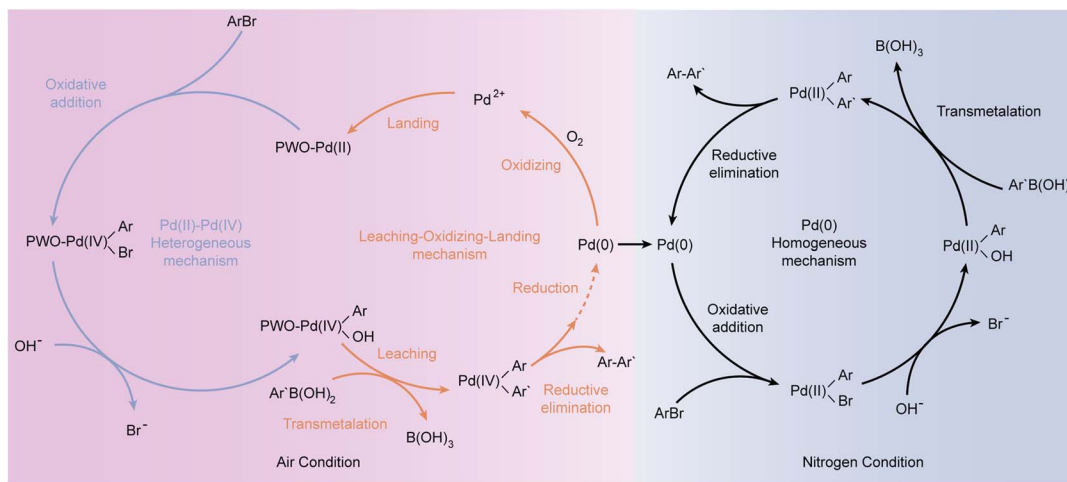 ArBr
Oxidative
addition
Pd2+
Landing
PWO-Pd(II)
O2
Oxidizing
PWO-Pd(IV)
Ar
Br
Pd(II)-Pd(IV)
Heterogeneous
mechanism
Leaching-Oxidizing-Landing
mechanism
Pd(0)
Reduction
PWO-Pd(IV)
Ar
OH
OH-
Leaching
Ar`B(OH)2
Transmetalation
Br-
B(OH)3
Pd(IV)
Ar
Ar`
Ar-Ar`
Reductive
elimination
Air Condition
B(OH)3
Ar-Ar`
Pd(II)
Ar
Ar`
Transmetalation
Reductive
elimination
Ar`B(OH)
Pd(0)
Pd(0)
Homogeneous
mechanism
Pd(II)
Ar
OH
Oxidative
addition
Br-
ArBr
Pd(II)
Ar
Br
OH-
Nitrogen Condition